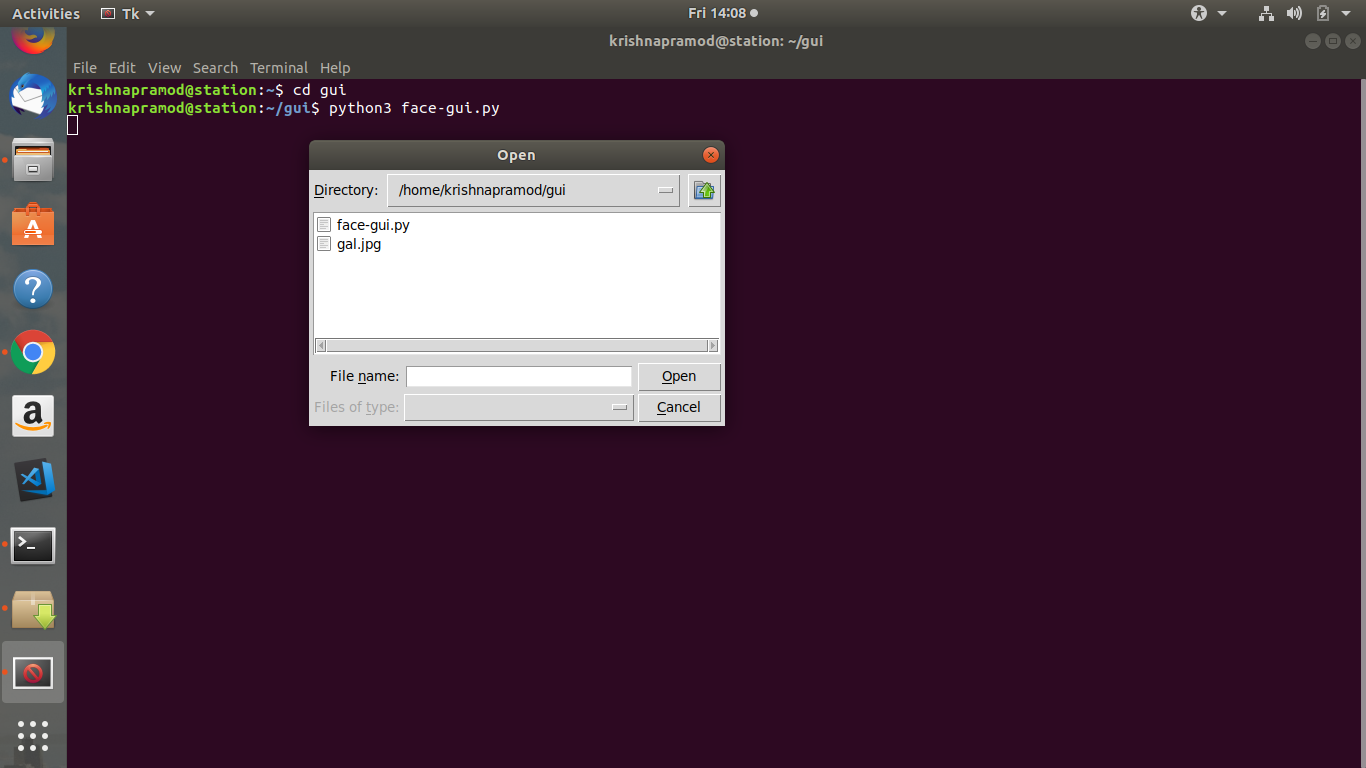 Activities Tk Fri 14:08
krishnapramod@station: ~/gui
File Edit View Search Terminal Help
krishnapramod@station:~$ cd gui
krishnapramod@station:~/gui$ python3 face-gui.py
Open
Directory: /home/krishnapramod/gui
face-gui.py
gal.jpg
File name: Open
Files of type: Cancel